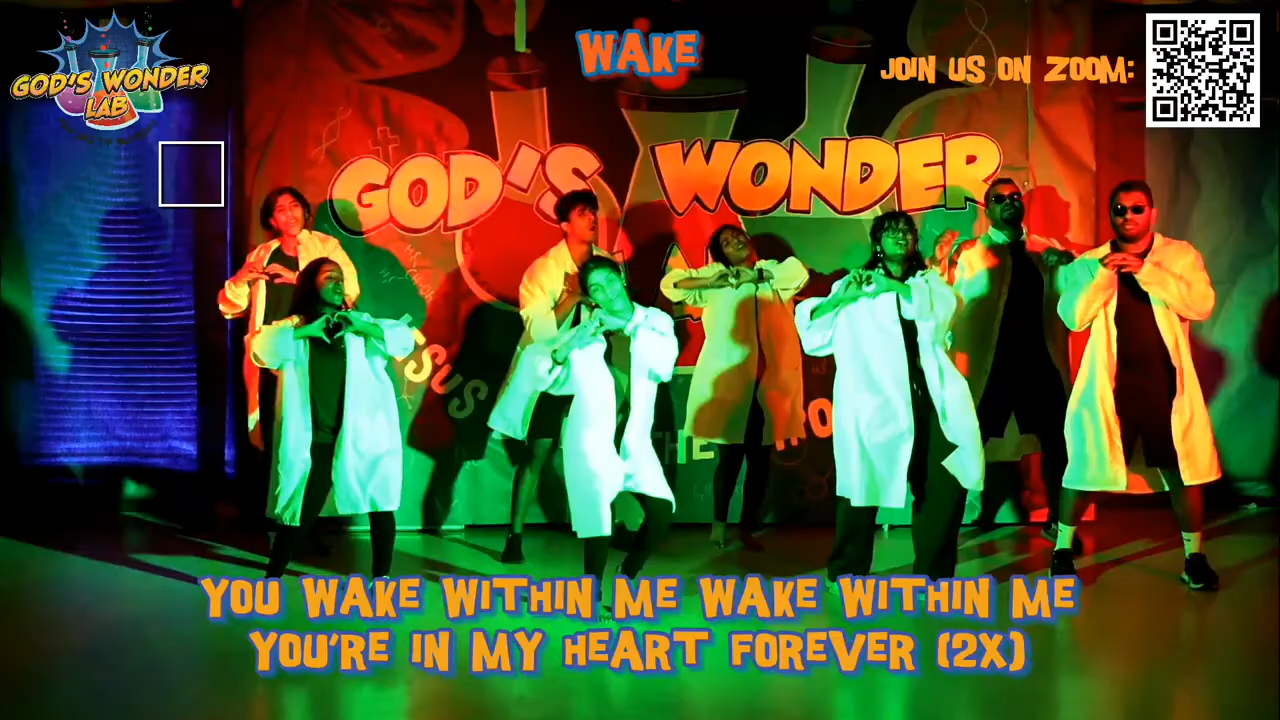 GOD'S WONDER
LAB
WAKE
JOIN US ON ZOOM:
GOD'S WONDER
THE
YOU WAKE WITHIN ME WAKE WITHIN ME
YOU'RE IN MY HEART FOREVER (2X)